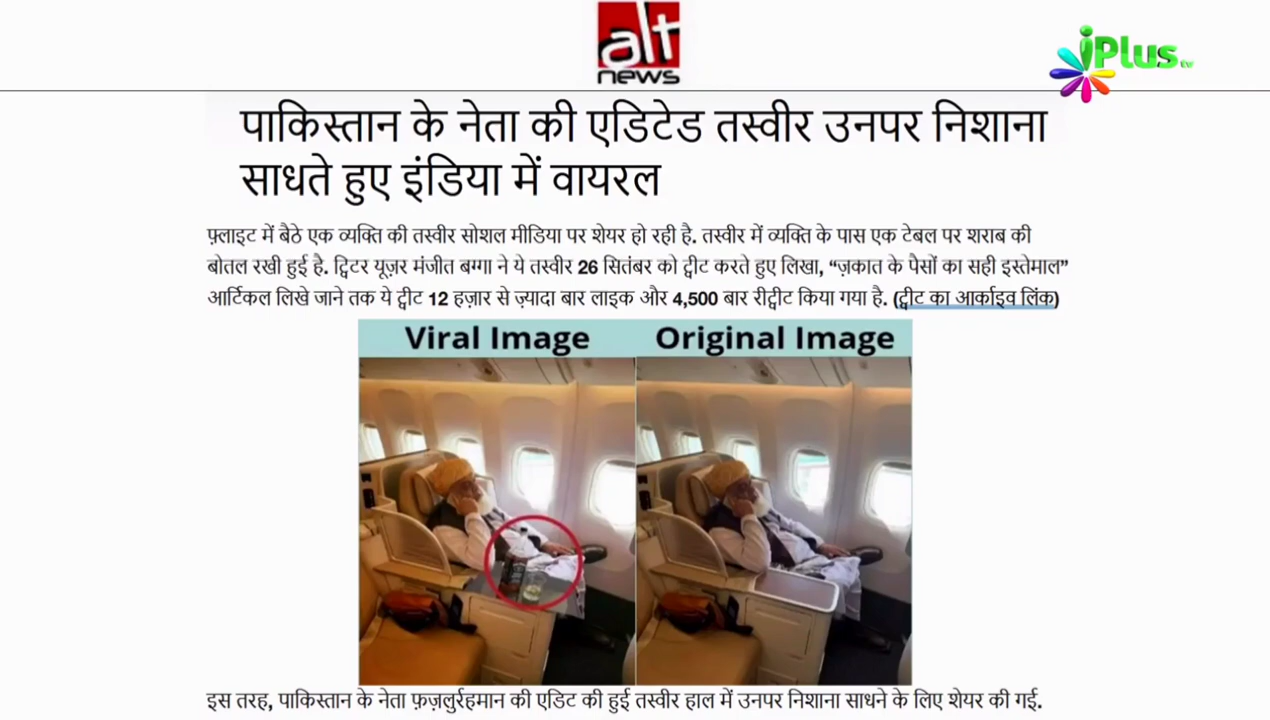 alt
news
iPlus tv
पाकिस्तान के नेता की एडिटेड तस्वीर उनपर निशाना
साधते हुए इंडिया में वायरल
फ़्लाइट में बैठे एक व्यक्ति की तस्वीर सोशल मीडिया पर शेयर हो रही है. तस्वीर में व्यक्ति के पास एक टेबल पर शराब की
बोतल रखी हुई है. ट्विटर यूज़र मंजीत बग्गा ने ये तस्वीर 26 सितंबर को ट्वीट करते हुए लिखा, “ज़कात के पैसों का सही इस्तेमाल”
आर्टिकल लिखे जाने तक ये ट्वीट 12 हज़ार से ज़्यादा बार लाइक और 4,500 बार रीट्वीट किया गया है. (ट्वीट का आर्काइव लिंक)
Viral Image
Original Image
इस तरह, पाकिस्तान के नेता फ़ज़लुर्रहमान की एडिट की हुई तस्वीर हाल में उनपर निशाना साधने के लिए शेयर की गई.